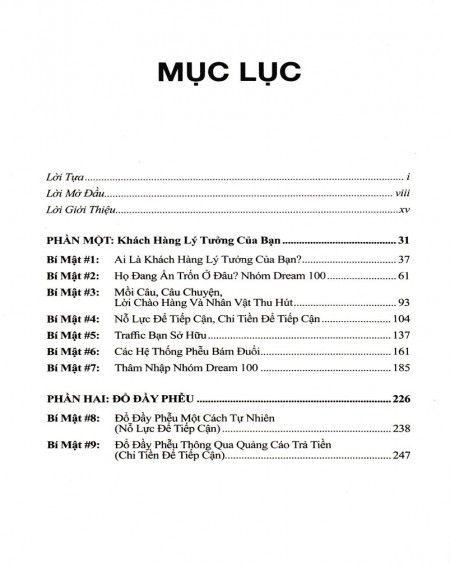 MỤC LỤC
Lời Tựa i
Lời Mở Đầu viii
Lời Giới Thiệu xv
PHẦN MỘT: Khách Hàng Lý Tưởng Của Bạn 31
Bí Mật #1: Ai Là Khách Hàng Lý Tưởng Của Bạn? 37
Bí Mật #2: Họ Đang Ẩn Trốn Ở Đâu? Nhóm Dream 100 61
Bí Mật #3: Mồi Câu, Câu Chuyện,
Lời Chào Hàng Và Nhân Vật Thu Hút 93
Bí Mật #4: Nỗ Lực Để Tiếp Cận, Chi Tiền Để Tiếp Cận 104
Bí Mật #5: Traffic Bạn Sở Hữu 137
Bí Mật #6: Các Hệ Thống Phễu Bám Đuổi 161
Bí Mật #7: Thâm Nhập Nhóm Dream 100 185
PHẦN HAI: ĐỔ ĐẦY PHỄU 226
Bí Mật #8: Đổ Đầy Phễu Một Cách Tự Nhiên
(Nỗ Lực Để Tiếp Cận) 238
Bí Mật #9: Đổ Đầy Phễu Thông Qua Quảng Cáo Trả Tiền
(Chi Tiền Để Tiếp Cận) 247